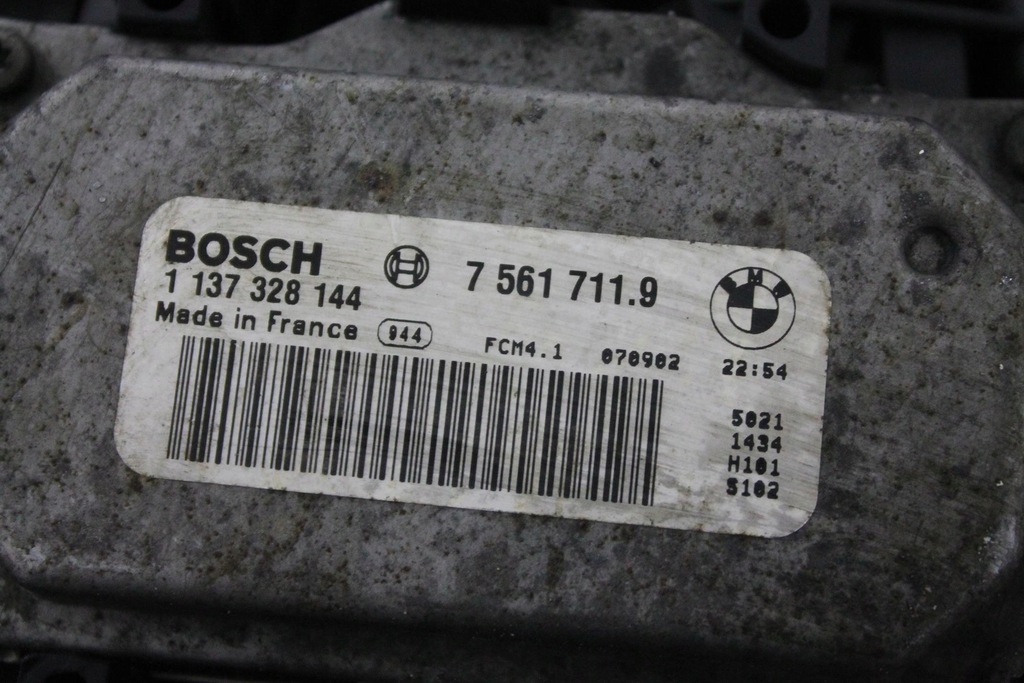 BOSCH
7 561 711.9
BMW
1 137 328 144
Made in France
944
FCM4.1 070902
22:54
5021
1434
H101
S102